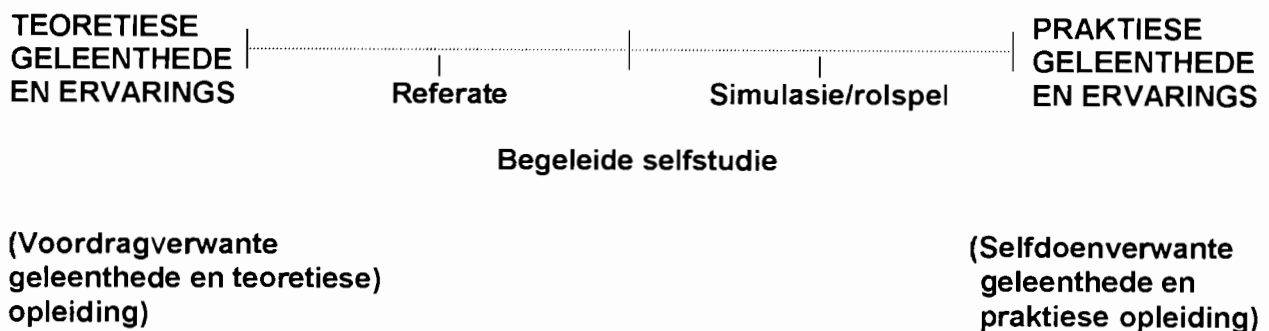 TEORETIESE
GELEENTHEDE
EN ERVARINGS
Referate
Simulasie/rolspel
PRAKTIESE
GELEENTHEDE
EN ERVARINGS
Begeleide selfstudie
(Voordragverwante
geleenthede en teoretiese)
opleiding)
(Selfdoenverwante
geleenthede en
praktiese opleiding)